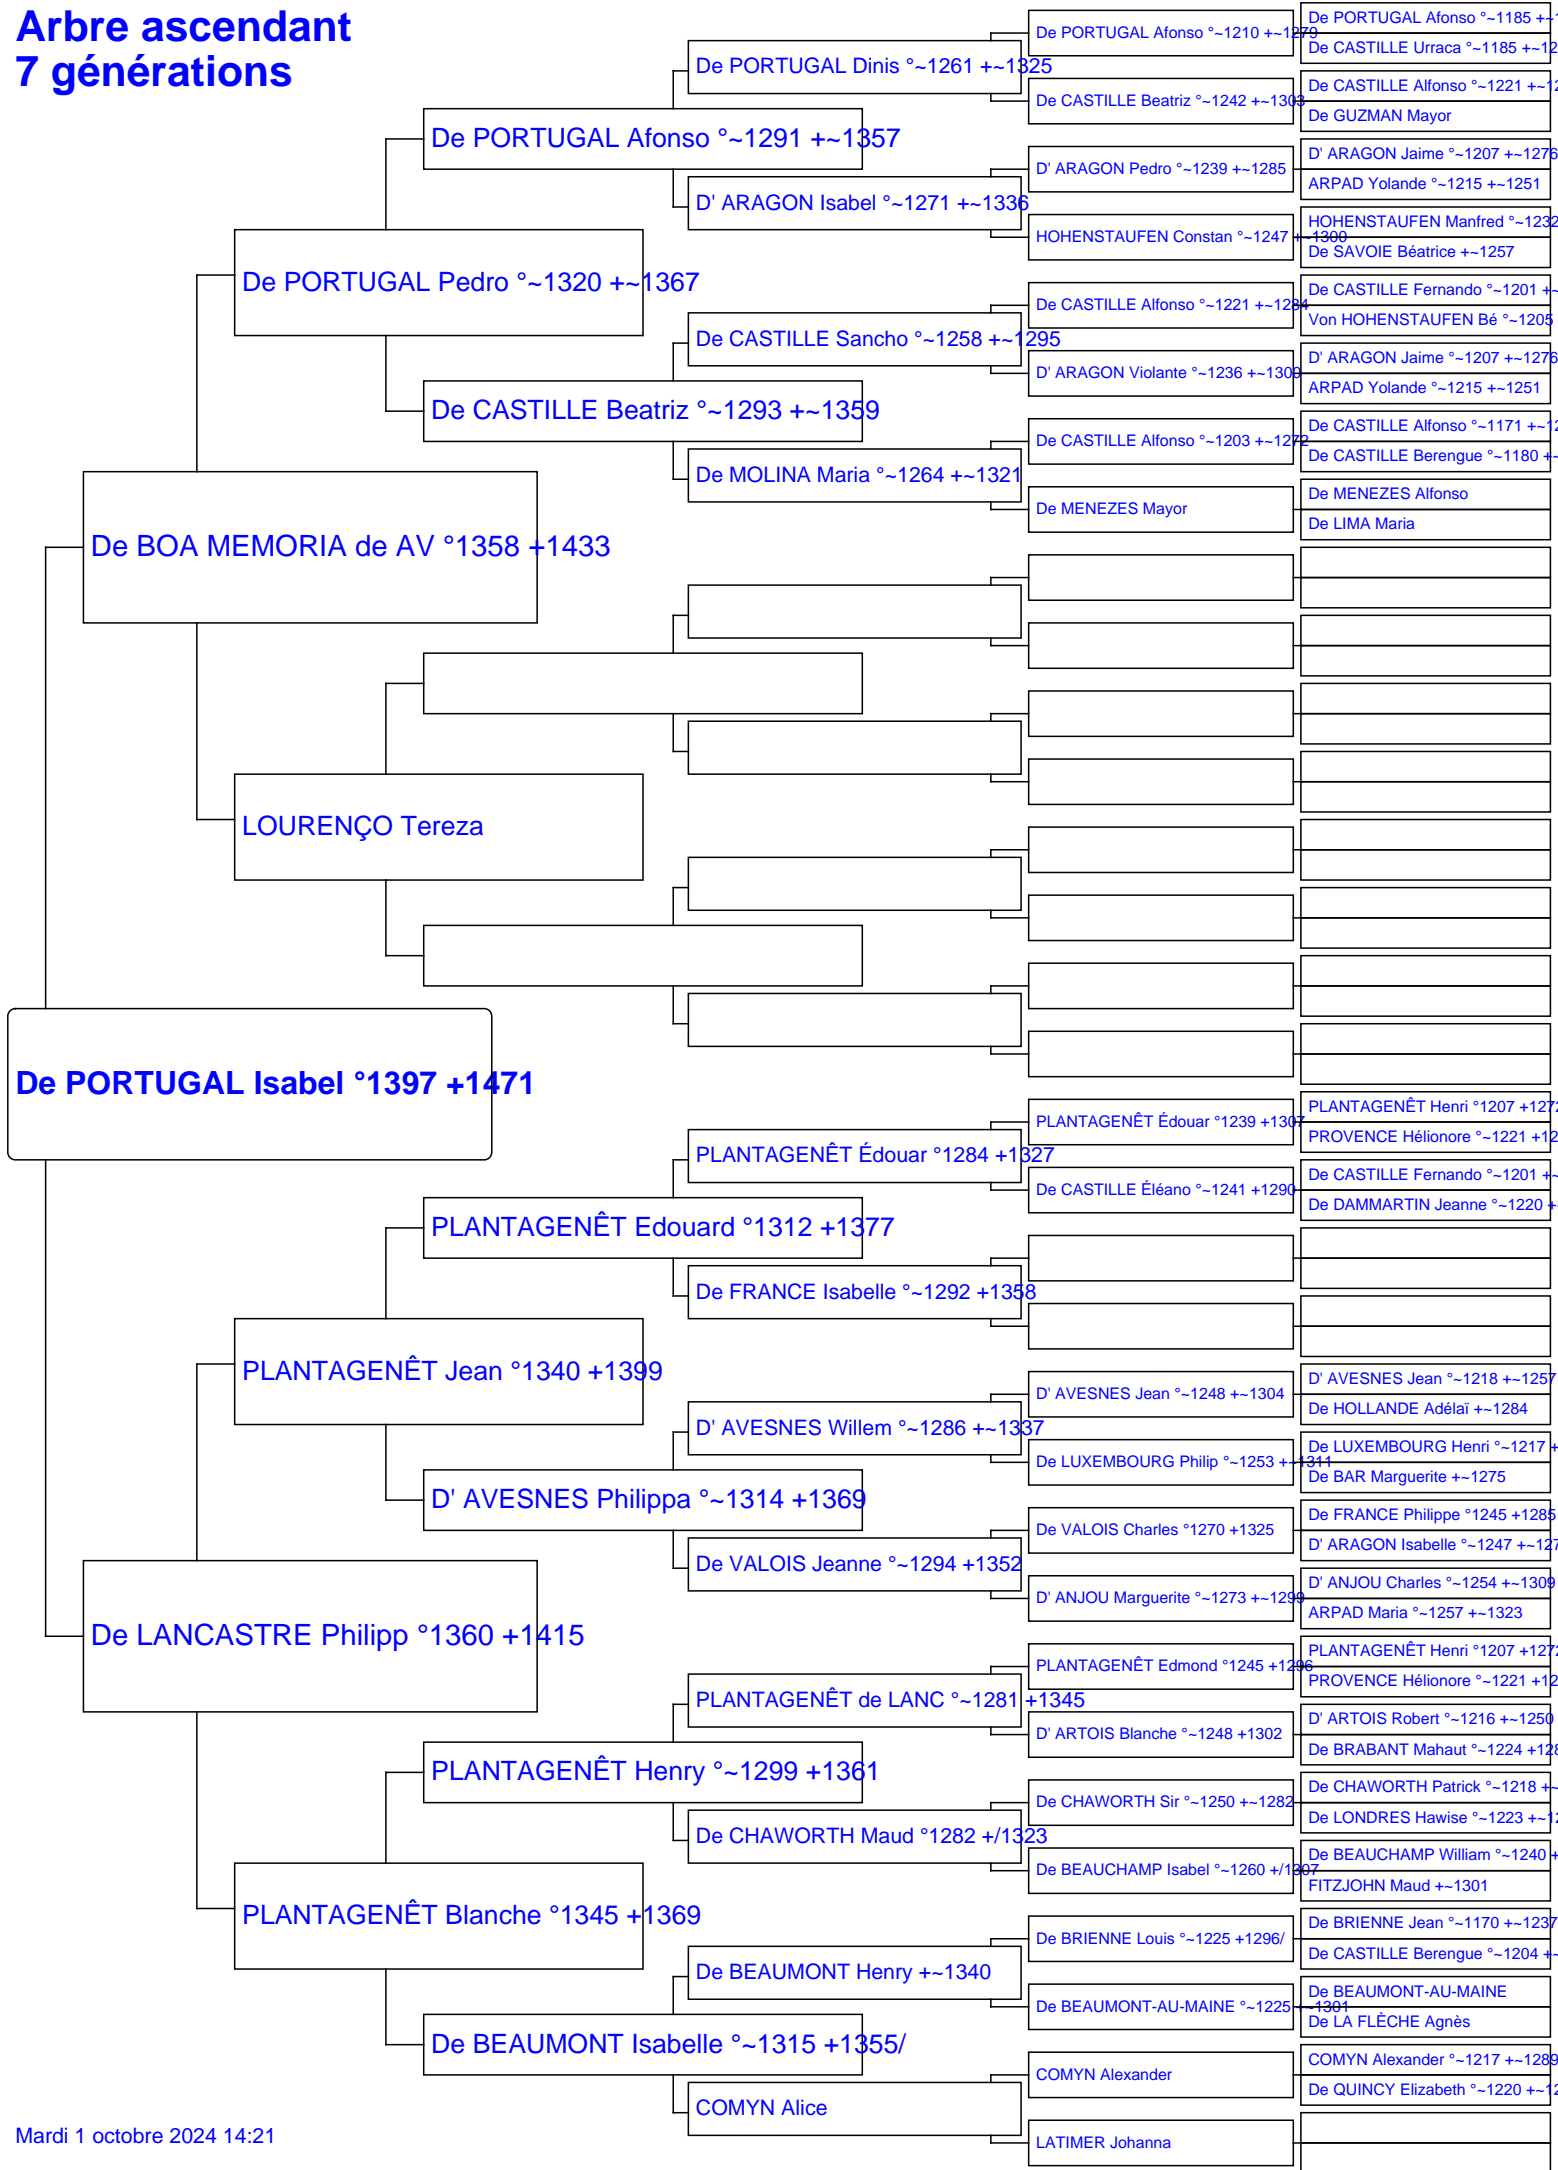 Arbre ascendant
7 générations
De PORTUGAL Isabel °1397 +1471
De BOA MEMORIA de AV °1358 +1433
De LANCASTRE Philipp °1360 +1415
De PORTUGAL Pedro °~1320 +~1367
LOURENÇO Tereza
PLANTAGENÊT Jean °1340 +1399
PLANTAGENÊT Blanche °1345 +1369
De PORTUGAL Afonso °~1291 +~1357
De CASTILLE Beatriz °~1293 +~1359
PLANTAGENÊT Edouard °1312 +1377
D' AVESNES Philippa °~1314 +1369
PLANTAGENÊT Henry °~1299 +1361
De BEAUMONT Isabelle °~1315 +1355/
De PORTUGAL Dinis °~1261 +~1325
D' ARAGON Isabel °~1271 +~1336
De CASTILLE Sancho °~1258 +~1295
De MOLINA Maria °~1264 +~1321
PLANTAGENÊT Édouar °1284 +1327
De FRANCE Isabelle °~1292 +1358
D' AVESNES Willem °~1286 +~1337
De VALOIS Jeanne °~1294 +1352
PLANTAGENÊT de LANC °~1281 +1345
De CHAWORTH Maud °1282 +/1323
De BEAUMONT Henry +~1340
COMYN Alice
De PORTUGAL Afonso °~1210 +~1279
De CASTILLE Beatriz °~1242 +~1303
D' ARAGON Pedro °~1239 +~1285
HOHENSTAUFEN Constan °~1247 +~1300
De CASTILLE Alfonso °~1221 +~1284
D' ARAGON Violante °~1236 +~1300
De CASTILLE Alfonso °~1203 +~1272
De MENEZES Mayor
PLANTAGENÊT Édouar °1239 +1307
De CASTILLE Éléano °~1241 +1290
D' AVESNES Jean °~1248 +~1304
De LUXEMBOURG Philip °~1253 +~1311
De VALOIS Charles °1270 +1325
D' ANJOU Marguerite °~1273 +~1299
PLANTAGENÊT Edmond °1245 +1296
D' ARTOIS Blanche °~1248 +1302
De CHAWORTH Sir °~1250 +~1282
De BEAUCHAMP Isabel °~1260 +/1307
De BRIENNE Louis °~1225 +1296/
De BEAUMONT-AU-MAINE °~1225 +~1301
COMYN Alexander
LATIMER Johanna
De PORTUGAL Afonso °~1185 +~1
De CASTILLE Urraca °~1185 +~12
De CASTILLE Alfonso °~1221 +~12
De GUZMAN Mayor
D' ARAGON Jaime °~1207 +~1276
ARPAD Yolande °~1215 +~1251
HOHENSTAUFEN Manfred °~1232
De SAVOIE Béatrice +~1257
De CASTILLE Fernando °~1201 +~
Von HOHENSTAUFEN Bé °~1205
D' ARAGON Jaime °~1207 +~1276
ARPAD Yolande °~1215 +~1251
De CASTILLE Alfonso °~1171 +~12
De CASTILLE Berengue °~1180 +~
De MENEZES Alfonso
De LIMA Maria
PLANTAGENÊT Henri °1207 +1272
PROVENCE Hélionore °~1221 +12
De CASTILLE Fernando °~1201 +~
De DAMMARTIN Jeanne °~1220 +
D' AVESNES Jean °~1218 +~1257
De HOLLANDE Adélaï +~1284
De LUXEMBOURG Henri °~1217 +
De BAR Marguerite +~1275
De FRANCE Philippe °1245 +1285
D' ARAGON Isabelle °~1247 +~127
D' ANJOU Charles °~1254 +~1309
ARPAD Maria °~1257 +~1323
PLANTAGENÊT Henri °1207 +1272
PROVENCE Hélionore °~1221 +12
D' ARTOIS Robert °~1216 +~1250
De BRABANT Mahaut °~1224 +128
De CHAWORTH Patrick °~1218 +~
De LONDRES Hawise °~1223 +~12
De BEAUCHAMP William °~1240 +
FITZJOHN Maud +~1301
De BRIENNE Jean °~1170 +~1237
De CASTILLE Berengue °~1204 +~
De BEAUMONT-AU-MAINE
De LA FLÈCHE Agnès
COMYN Alexander °~1217 +~1289
De QUINCY Elizabeth °~1220 +~12
Mardi 1 octobre 2024 14:21